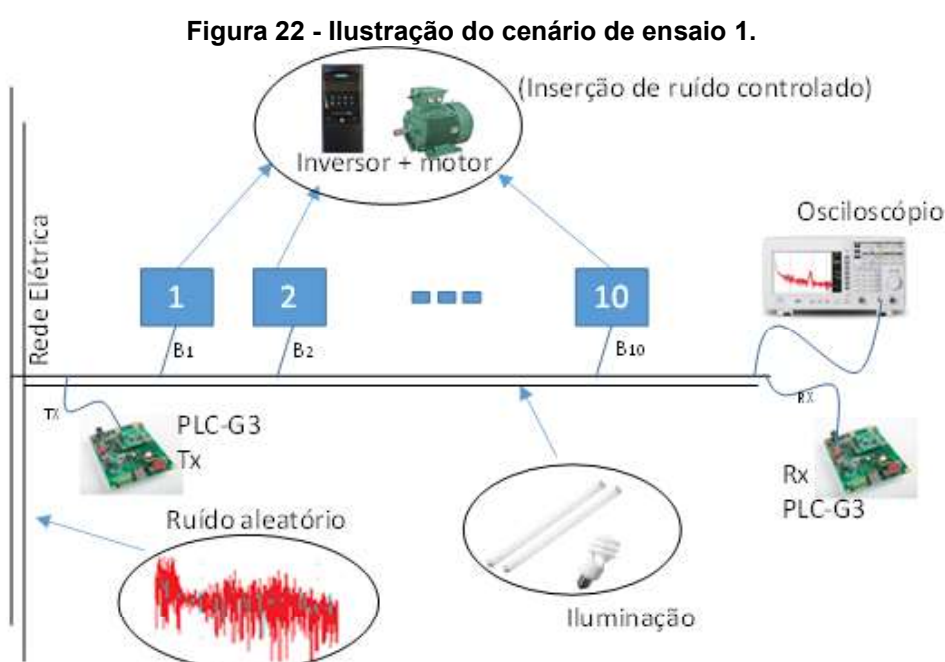 Figura 22 - Ilustração do cenário de ensaio 1.
(Inserção de ruído controlado)
Inversor + motor
Osciloscópio
Rede Elétrica
1
2
10
B1
B2
B10
TX
PLC-G3
Tx
RX
Rx
PLC-G3
Ruído aleatório
Iluminação